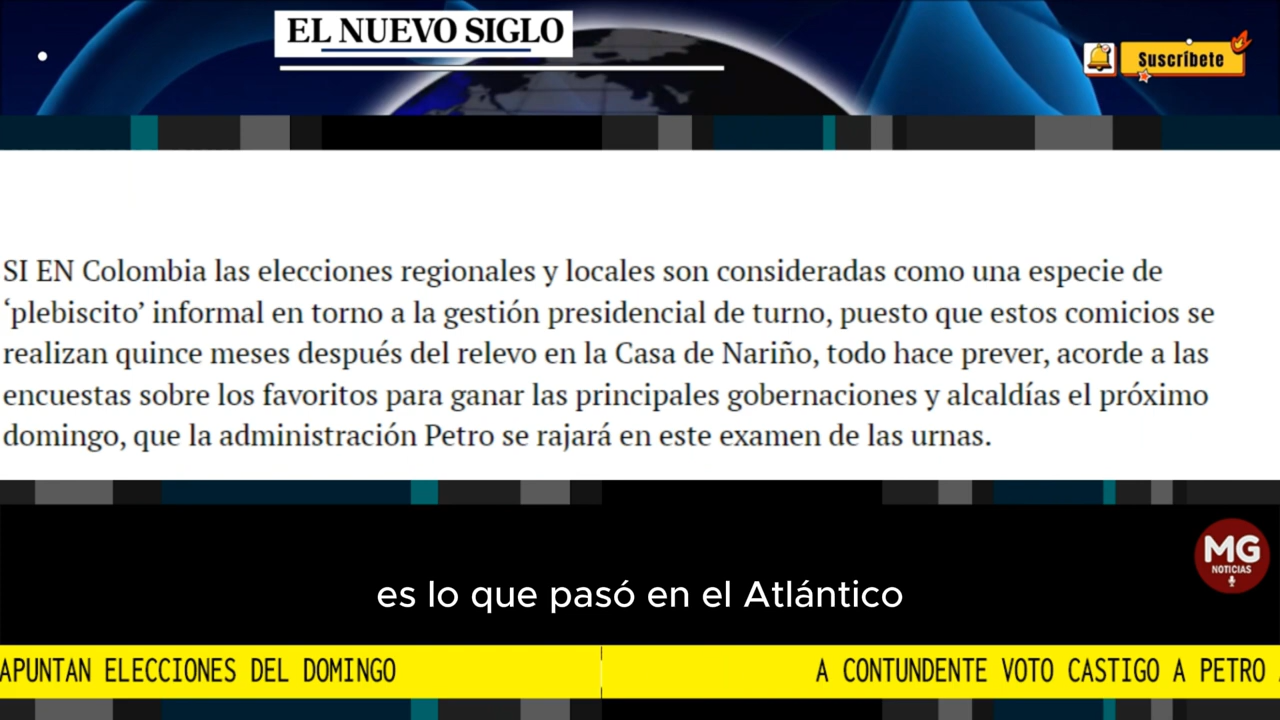 EL NUEVO SIGLO
Suscríbete
SI EN Colombia las elecciones regionales y locales son consideradas como una especie de
‘plebiscito’ informal en torno a la gestión presidencial de turno, puesto que estos comicios se
realizan quince meses después del relevo en la Casa de Nariño, todo hace prever, acorde a las
encuestas sobre los favoritos para ganar las principales gobernaciones y alcaldías el próximo
domingo, que la administración Petro se rajará en este examen de las urnas.
MG
NOTICIAS
es lo que pasó en el Atlántico
APUNTAN ELECCIONES DEL DOMINGO
A CONTUNDENTE VOTO CASTIGO A PETRO